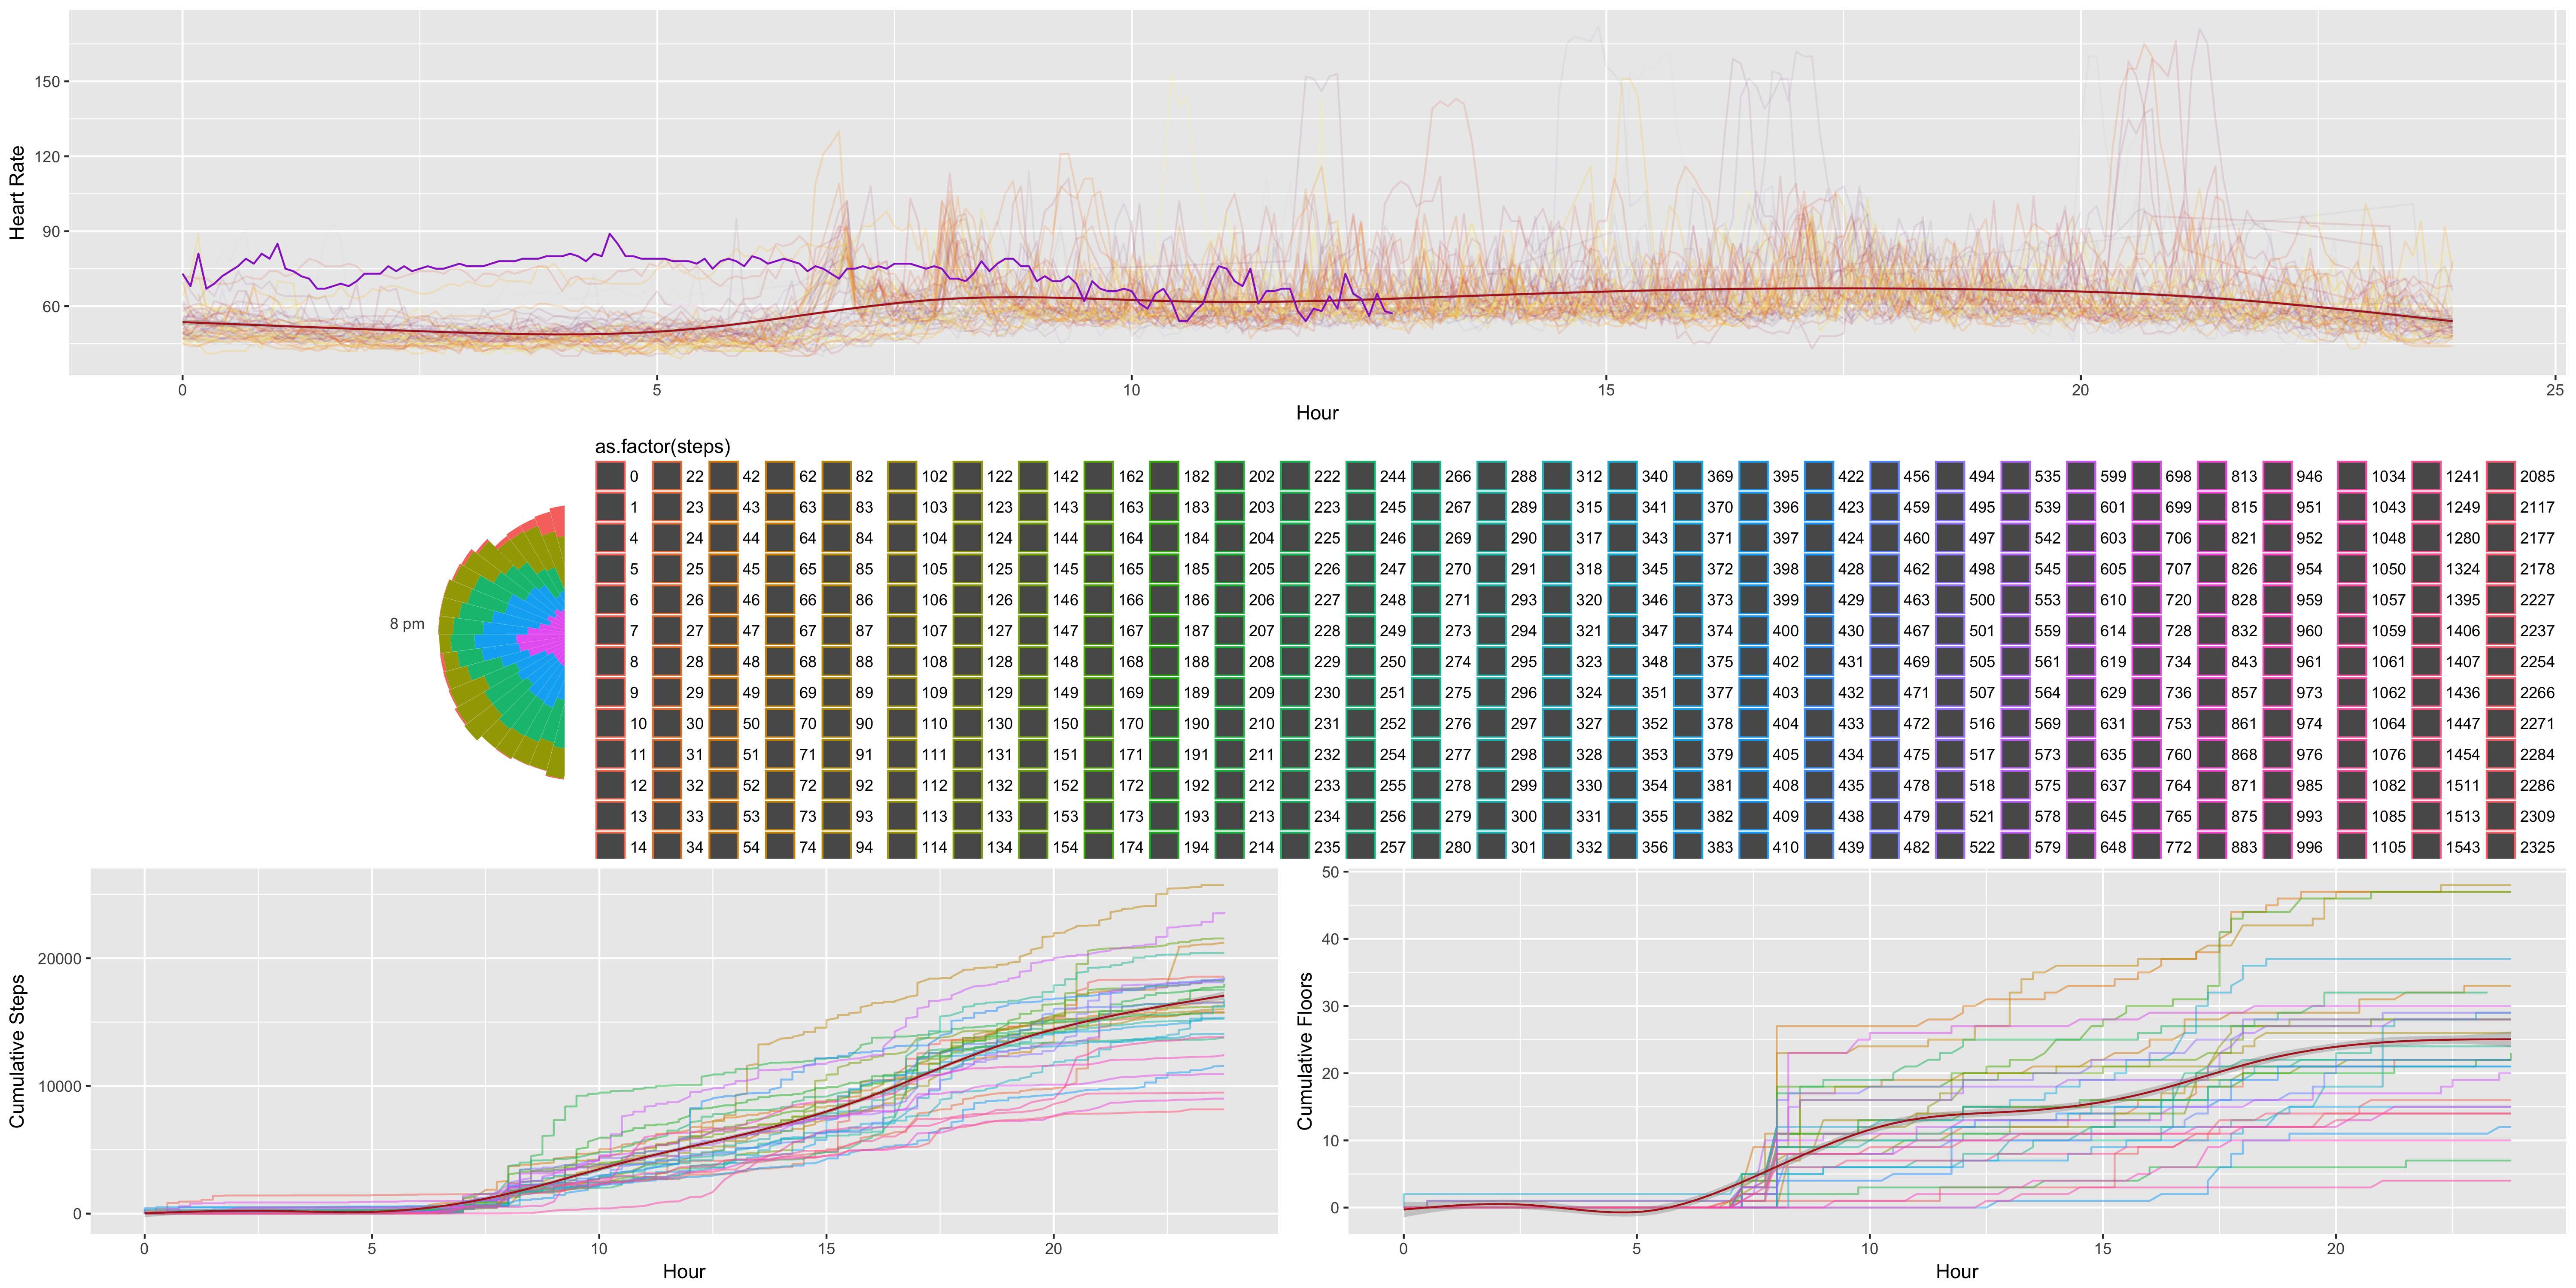 150
120
90
60
Heart Rate
0 5 10 15 20 25
Hour
as.factor(steps)
0 22 42 62 82 102 122 142 162 182 202 222 244 266 288 312 340 369 395 422 456 494 535 599 698 813 946 1034 1241 2085
1 23 43 63 83 103 123 143 163 183 203 223 245 267 289 315 341 370 396 423 459 495 539 601 699 815 951 1043 1249 2117
4 24 44 64 84 104 124 144 164 184 204 225 246 269 290 317 343 371 397 424 460 497 542 603 706 821 952 1048 1280 2177
5 25 45 65 85 105 125 145 165 185 205 226 247 270 291 318 345 372 398 428 462 498 545 605 707 826 954 1050 1324 2178
6 26 46 66 86 106 126 146 166 186 206 227 248 271 293 320 346 373 399 429 463 500 553 610 720 828 959 1057 1395 2227
8 pm
7 27 47 67 87 107 127 147 167 187 207 228 249 273 294 321 347 374 400 430 467 501 559 614 728 832 960 1059 1406 2237
8 28 48 68 88 108 128 148 168 188 208 229 250 274 295 323 348 375 402 431 469 505 561 619 734 843 961 1061 1407 2254
9 29 49 69 89 109 129 149 169 189 209 230 251 275 296 324 351 377 403 432 471 507 564 629 736 857 973 1062 1436 2266
10 30 50 70 90 110 130 150 170 190 210 231 252 276 297 327 352 378 404 433 472 516 569 631 753 861 974 1064 1447 2271
11 31 51 71 91 111 131 151 171 191 211 232 254 277 298 328 353 379 405 434 475 517 573 635 760 868 976 1076 1454 2284
12 32 52 72 92 112 132 152 172 192 212 233 255 278 299 330 354 381 408 435 478 518 575 637 764 871 985 1082 1511 2286
13 33 53 73 93 113 133 153 173 193 213 234 256 279 300 331 355 382 409 438 479 521 578 645 765 875 993 1085 1513 2309
14 34 54 74 94 114 134 154 174 194 214 235 257 280 301 332 356 383 410 439 482 522 579 648 772 883 996 1105 1543 2325
20000
10000
0
Cumulative Steps
0 5 10 15 20
Hour
50
40
30
20
10
0
Cumulative Floors
0 5 10 15 20
Hour